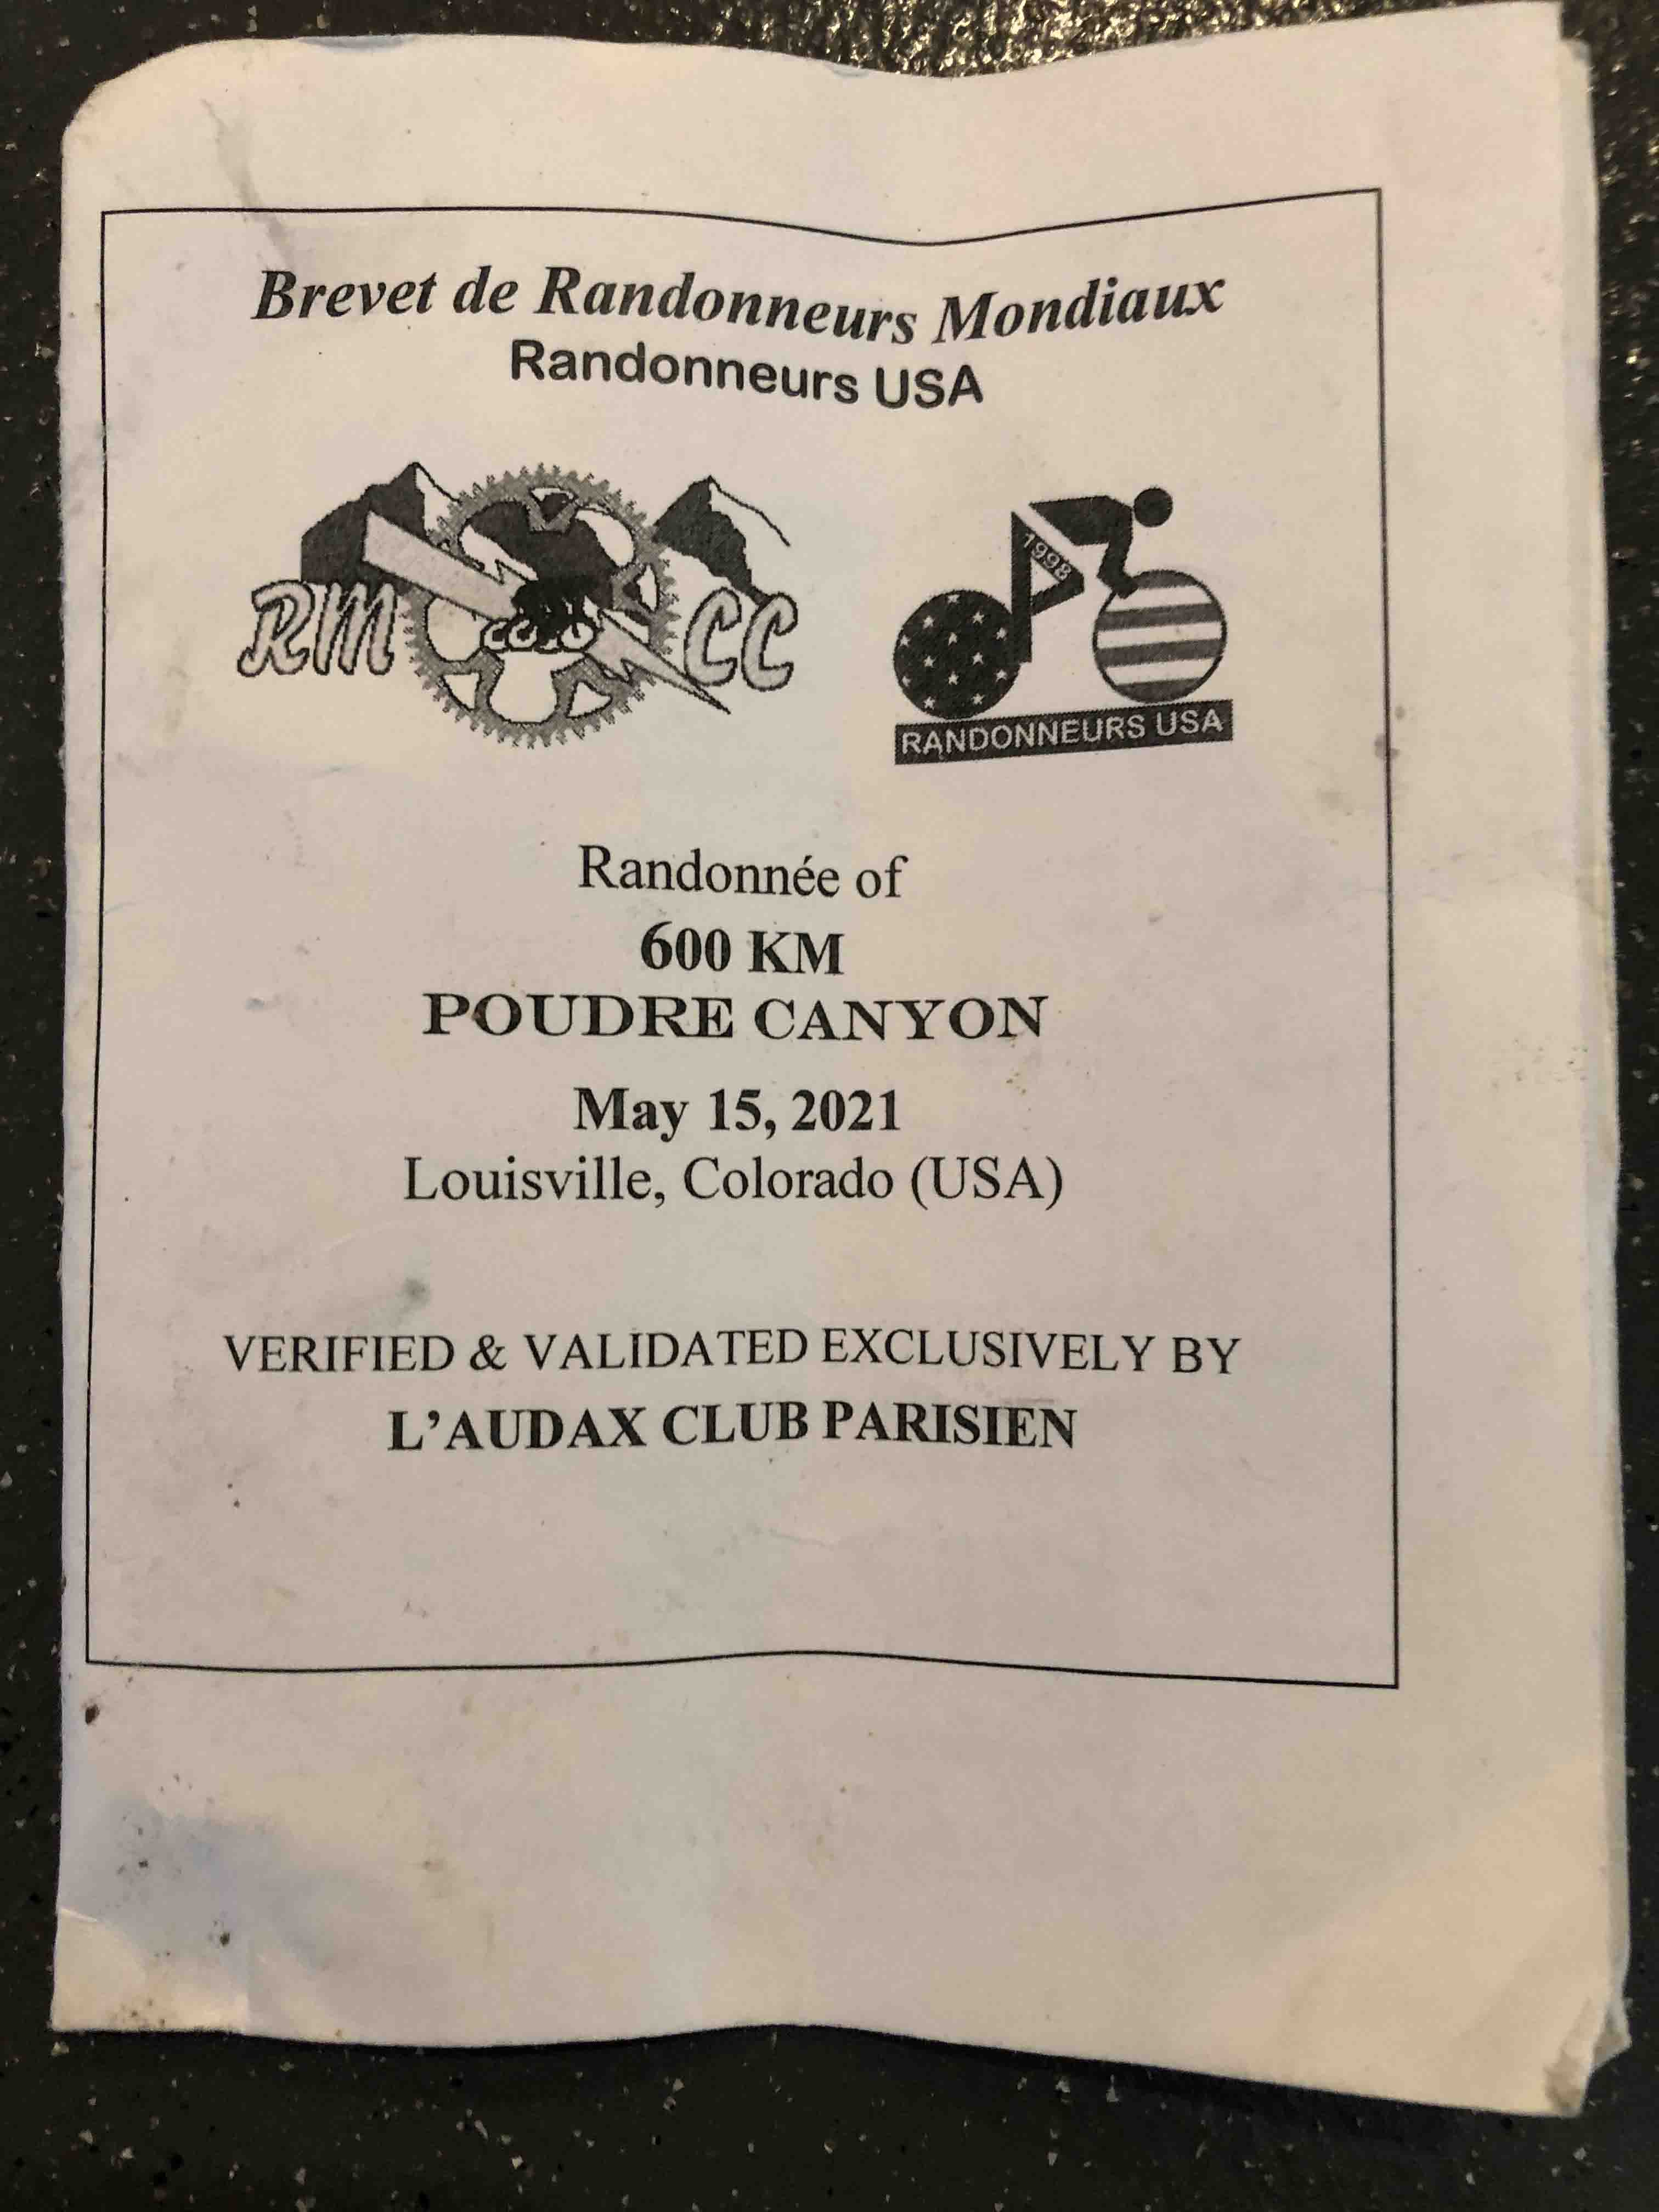 Brevet de Randonneurs Mondiaux
Randonneurs USA
RM CC
1998
RANDONNEURS USA
Randonnée of
600 KM
POUDRE CANYON
May 15, 2021
Louisville, Colorado (USA)
VERIFIED & VALIDATED EXCLUSIVELY BY
L’AUDAX CLUB PARISIEN